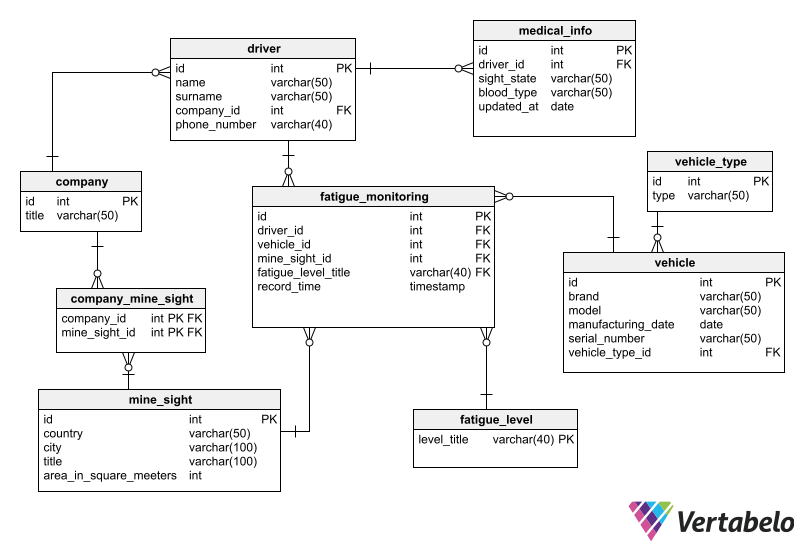 driver
id int PK
name varchar(50)
surname varchar(50)
company_id int FK
phone_number varchar(40)
medical_info
id int PK
driver_id int FK
sight_state varchar(50)
blood_type varchar(50)
updated_at date
company
id int PK
title varchar(50)
fatigue_monitoring
id int PK
driver_id int FK
vehicle_id int FK
mine_sight_id int FK
fatigue_level_title varchar(40) FK
record_time timestamp
vehicle_type
id int PK
type varchar(50)
vehicle
id int PK
brand varchar(50)
model varchar(50)
manufacturing_date date
serial_number varchar(50)
vehicle_type_id int FK
company_mine_sight
company_id int PK FK
mine_sight_id int PK FK
mine_sight
id int PK
country varchar(50)
city varchar(100)
title varchar(100)
area_in_square_meeters int
fatigue_level
level_title varchar(40) PK
Vertabelo